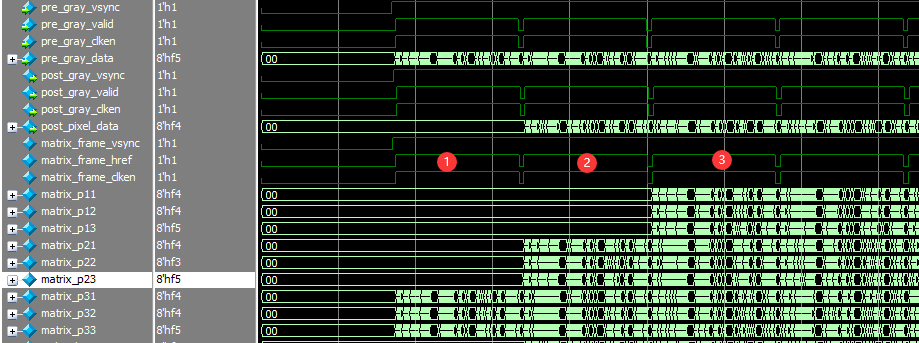 pre_gray_vsync 1'h1
pre_gray_valid 1'h1
pre_gray_clken 1'h1
pre_gray_data 8'hf5 00
post_gray_vsync 1'h1
post_gray_valid 1'h1
post_gray_clken 1'h1
post_pixel_data 8'hf4 00
matrix_frame_vsync 1'h1
matrix_frame_href 1'h1 1 2 3
matrix_frame_clken 1'h1
matrix_p11 8'hf4 00
matrix_p12 8'hf4 00
matrix_p13 8'hf5 00
matrix_p21 8'hf4 00
matrix_p22 8'hf3 00
matrix_p23 8'hf5 00
matrix_p31 8'hf4 00
matrix_p32 8'hf4 00
matrix_p33 8'hf5 00